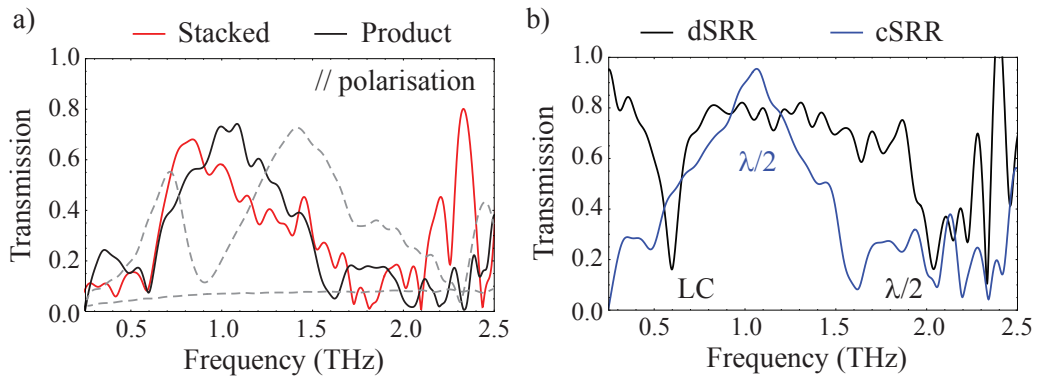 a)
Stacked Product
// polarisation
Transmission
1.0
0.8
0.6
0.4
0.2
0.0
0.5 1.0 1.5 2.0 2.5
Frequency (THz)
b)
dSRR cSRR
Transmission
1.0
0.8
0.6
0.4
0.2
0.0
λ/2
LC
λ/2
0.5 1.0 1.5 2.0 2.5
Frequency (THz)